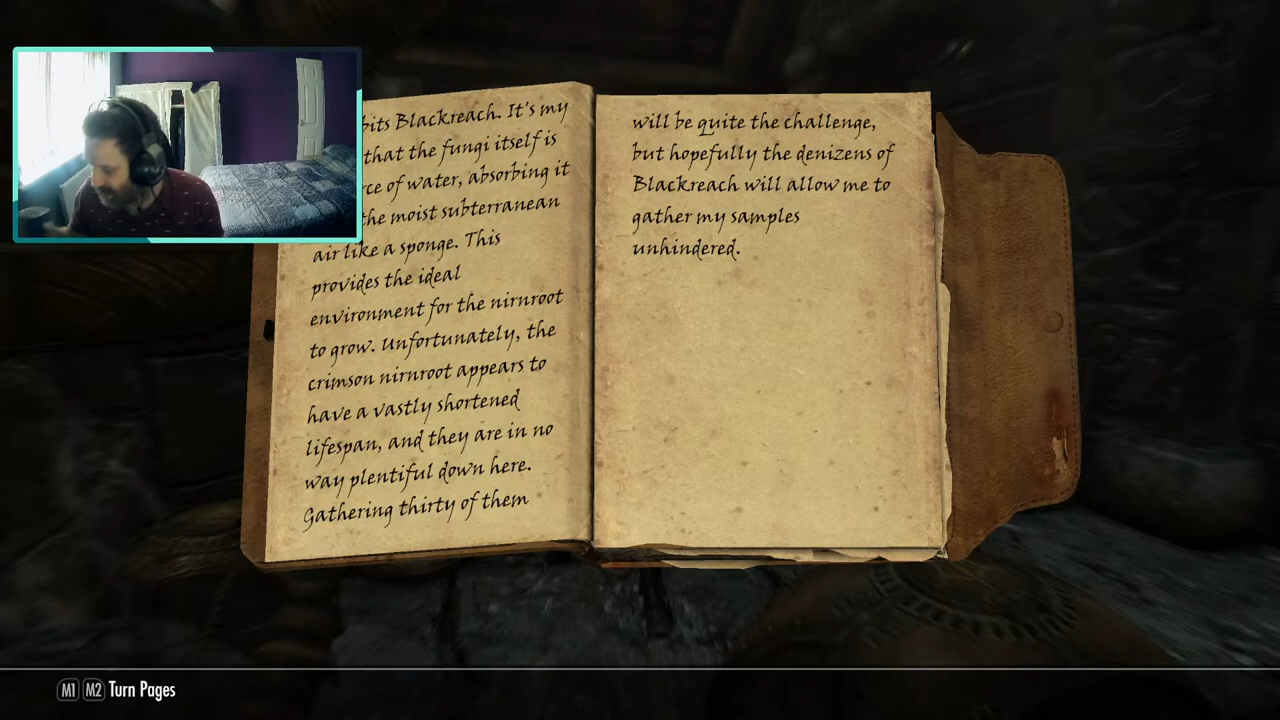 bits Blackreach. It's my
that the fungi itself is
ce of water, absorbing it
the moist subterranean
air like a sponge. This
provides the ideal
environment for the nirnroot
to grow. Unfortunately, the
crimson nirnroot appears to
have a vastly shortened
lifespan, and they are in no
way plentiful down here.
Gathering thirty of them
will be quite the challenge,
but hopefully the denizens of
Blackreach will allow me to
gather my samples
unhindered.
M1 M2 Turn Pages